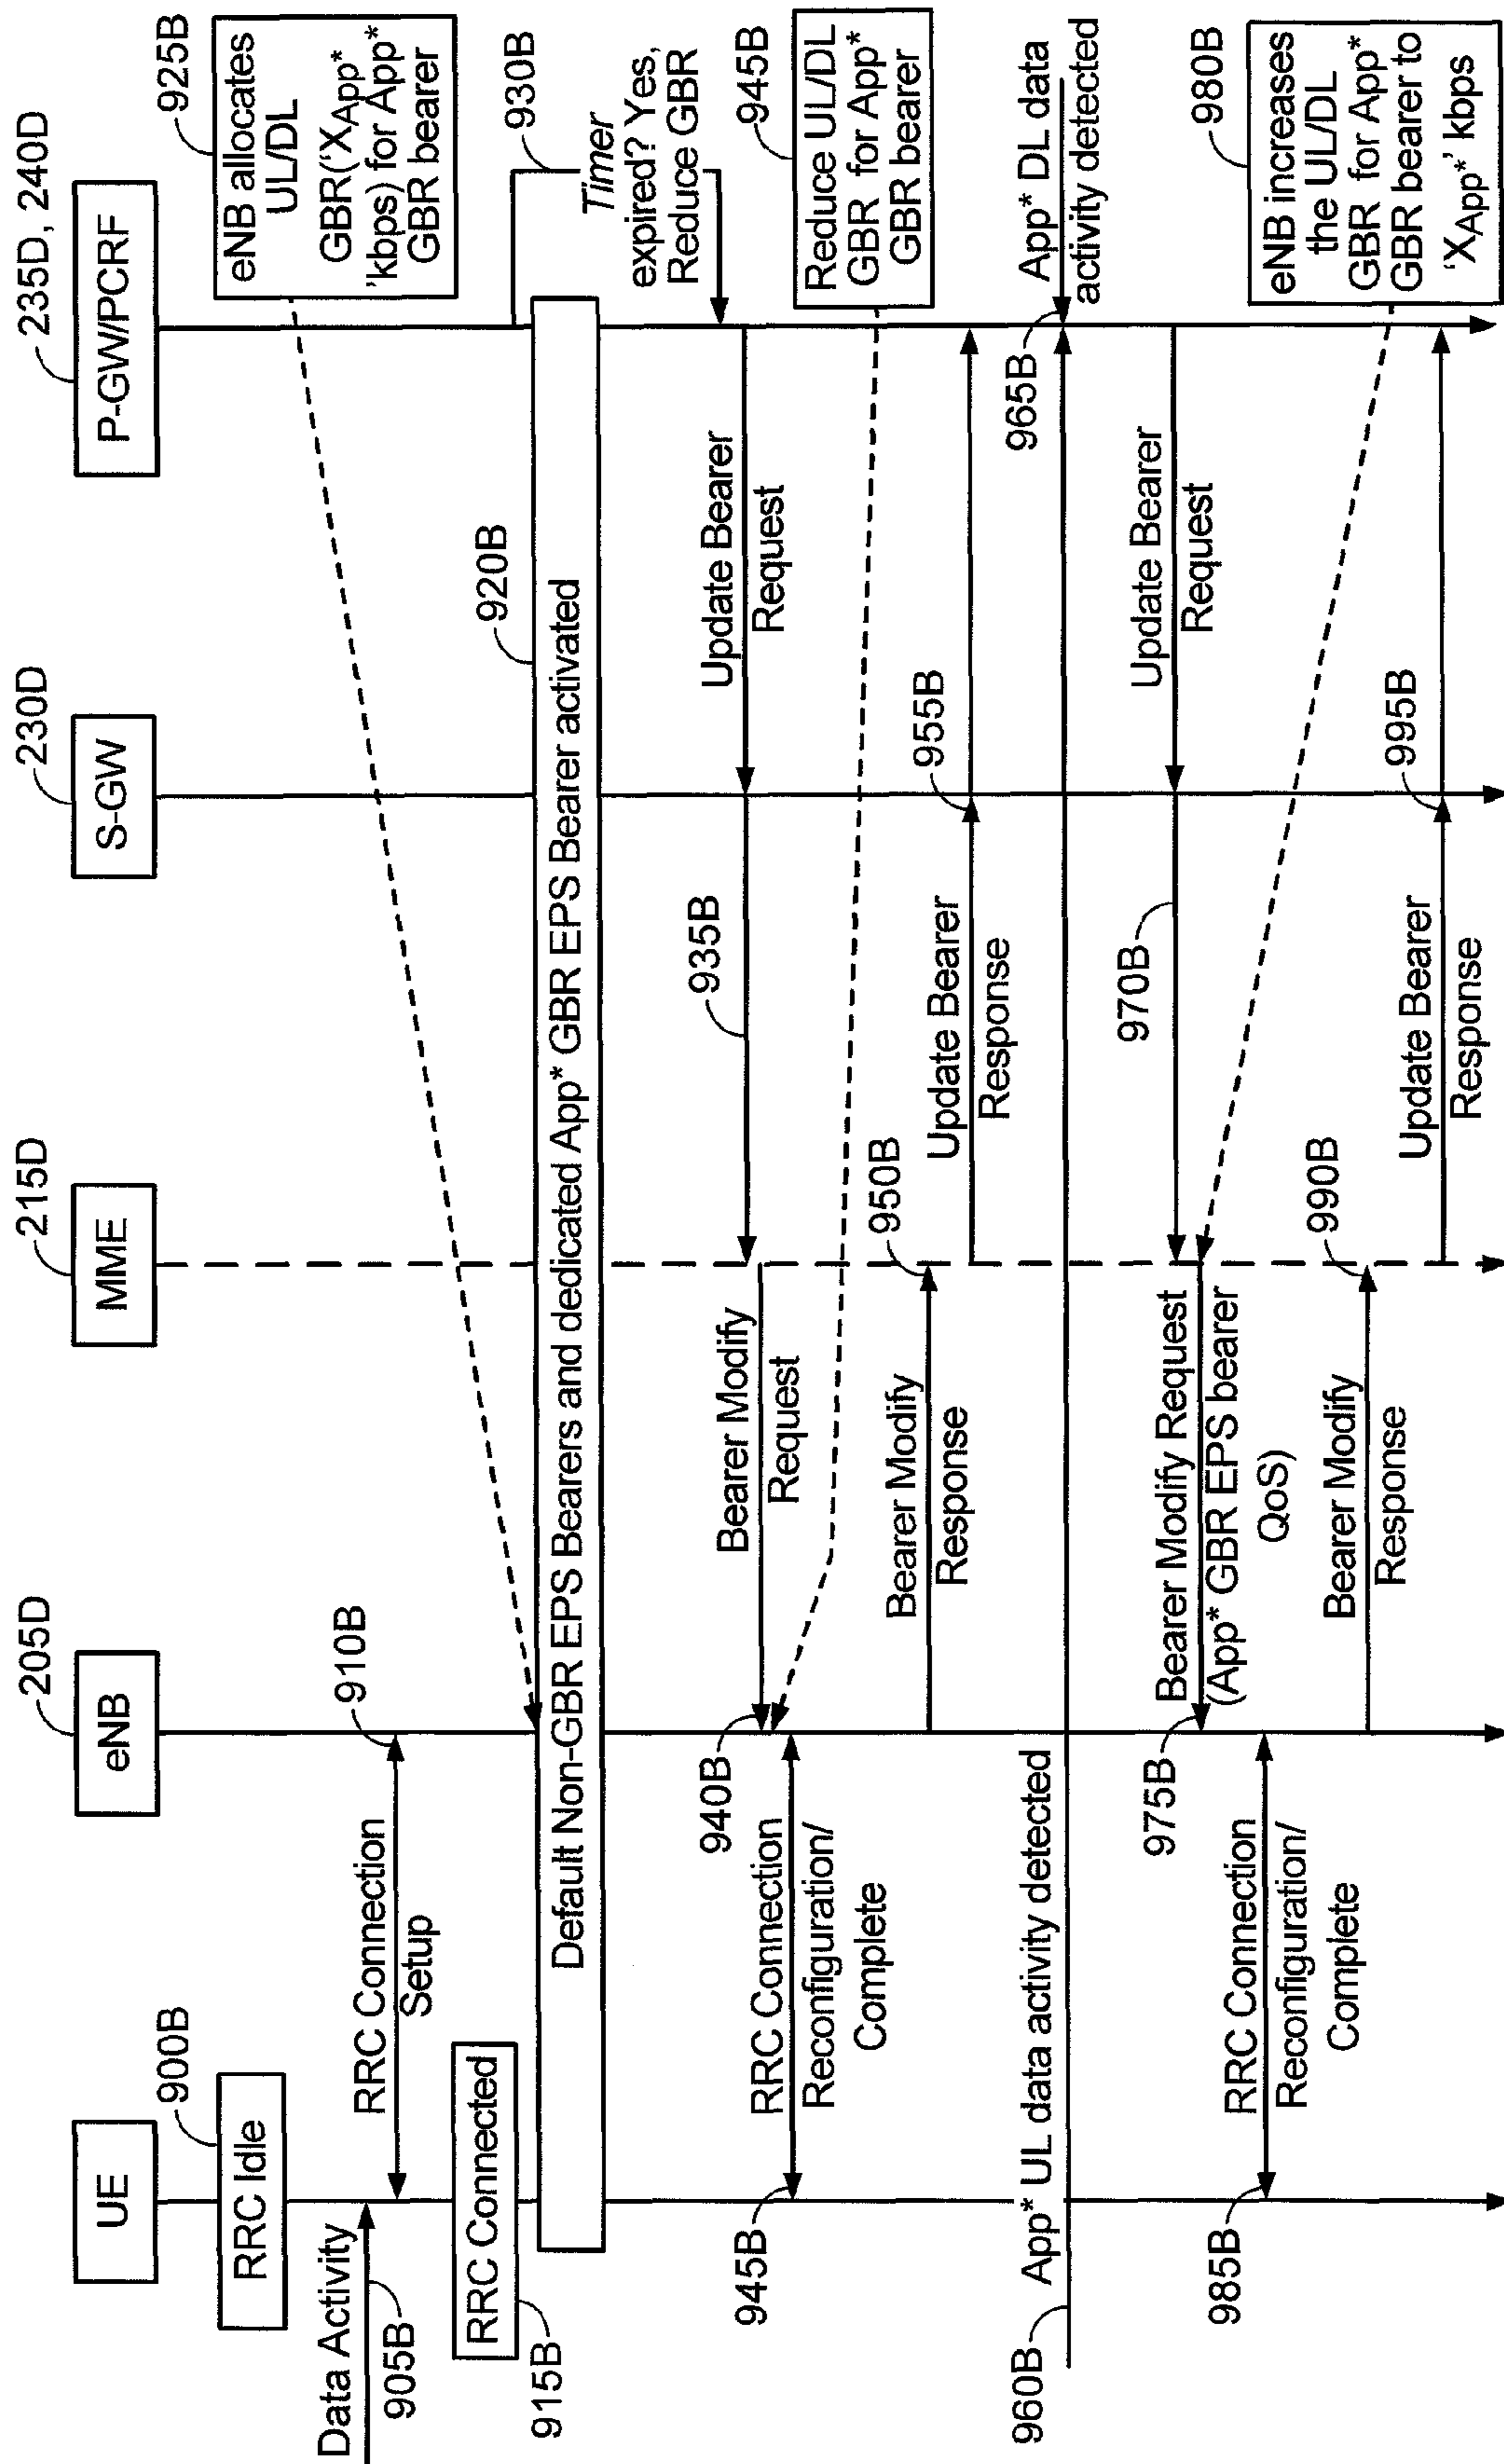 UE
eNB
205D
MME
215D
S-GW
230D
P-GW/PCRF
235D, 240D
RRC Idle
900B
Data Activity
905B
RRC Connection
Setup
910B
RRC Connected
915B
eNB allocates
UL/DL
GBR('XApp*
'kbps) for App*
GBR bearer
925B
Default Non-GBR EPS Bearers and dedicated App* GBR EPS Bearer activated
920B
Timer
expired? Yes,
Reduce GBR
930B
Update Bearer
Request
935B
Bearer Modify
Request
940B
RRC Connection
Reconfiguration/
Complete
945B
Reduce UL/DL
GBR for App*
GBR bearer
945B
Bearer Modify
Response
950B
Update Bearer
Response
955B
960B
App* UL data activity detected
965B
App* DL data
activity detected
Update Bearer
Request
970B
Bearer Modify Request
(App* GBR EPS bearer
QoS)
975B
eNB increases
the UL/DL
GBR for App*
GBR bearer to
'XApp*' kbps
980B
RRC Connection
Reconfiguration/
Complete
985B
Bearer Modify
Response
990B
Update Bearer
Response
995B